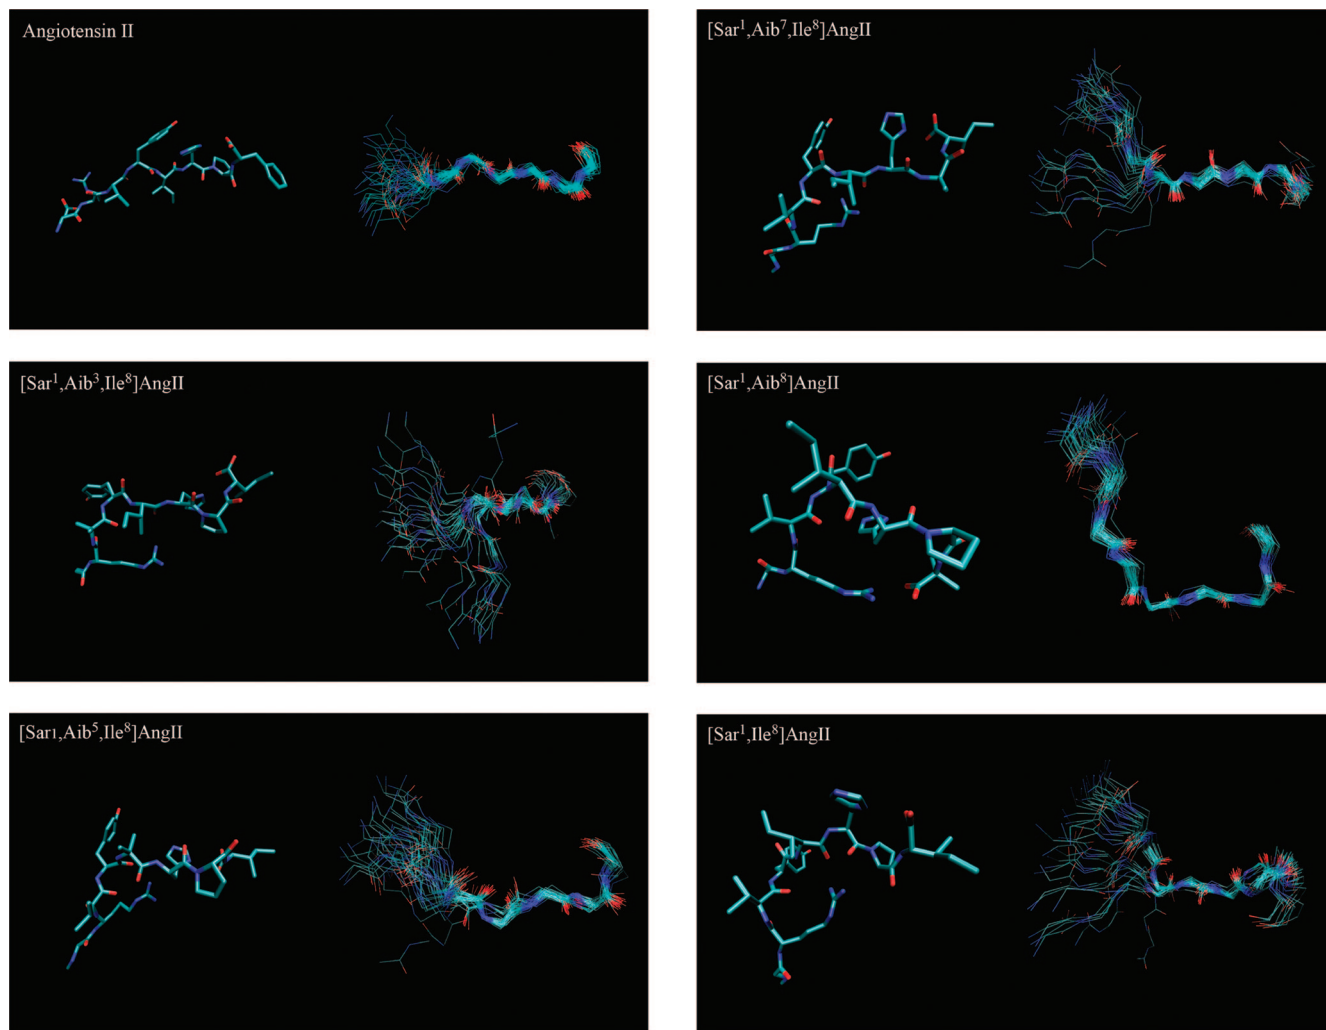 Angiotensin II
[Sar¹,Aib⁷,Ile⁸]AngII
[Sar¹,Aib³,Ile⁸]AngII
[Sar¹,Aib⁸]AngII
[Sar₁,Aib⁵,Ile⁸]AngII
[Sar¹,Ile⁸]AngII